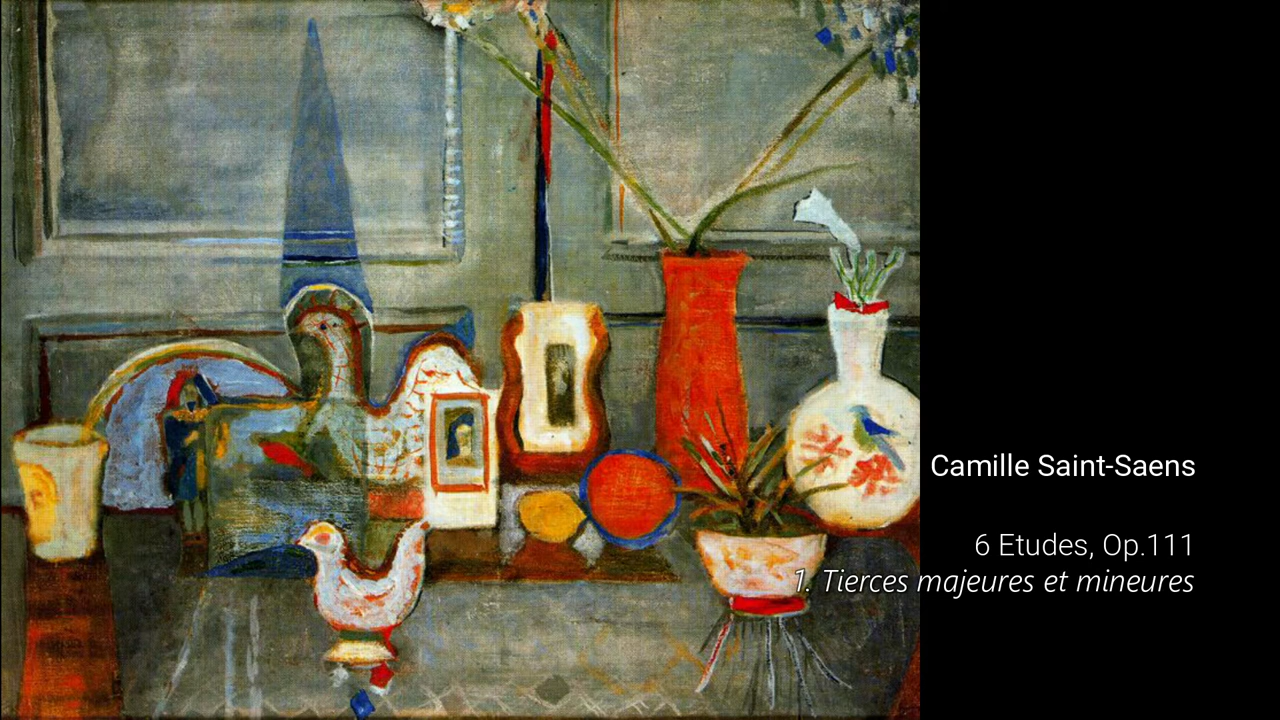 Camille Saint-Saens
6 Etudes, Op.111
1. Tierces majeures et mineures